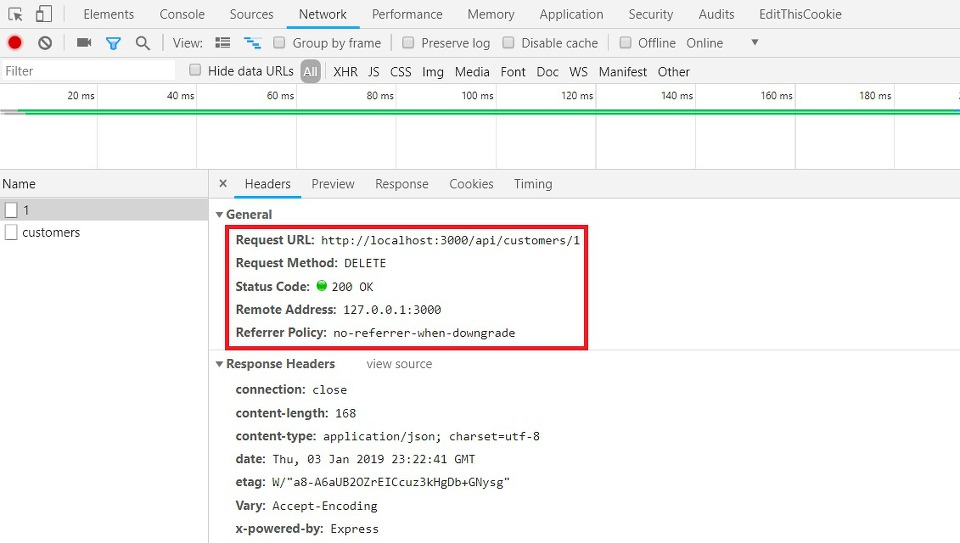 Elements Console Sources Network Performance Memory Application Security Audits EditThisCookie
View: Group by frame Preserve log Disable cache Offline Online
Filter Hide data URLs All XHR JS CSS Img Media Font Doc WS Manifest Other
20 ms 40 ms 60 ms 80 ms 100 ms 120 ms 140 ms 160 ms 180 ms
Name × Headers Preview Response Cookies Timing
1
customers
General
Request URL: http://localhost:3000/api/customers/1
Request Method: DELETE
Status Code: 200 OK
Remote Address: 127.0.0.1:3000
Referrer Policy: no-referrer-when-downgrade
Response Headers view source
connection: close
content-length: 168
content-type: application/json; charset=utf-8
date: Thu, 03 Jan 2019 23:22:41 GMT
etag: W/"a8-A6aUB2OZrEICcuz3kHgDb+GNysg"
Vary: Accept-Encoding
x-powered-by: Express